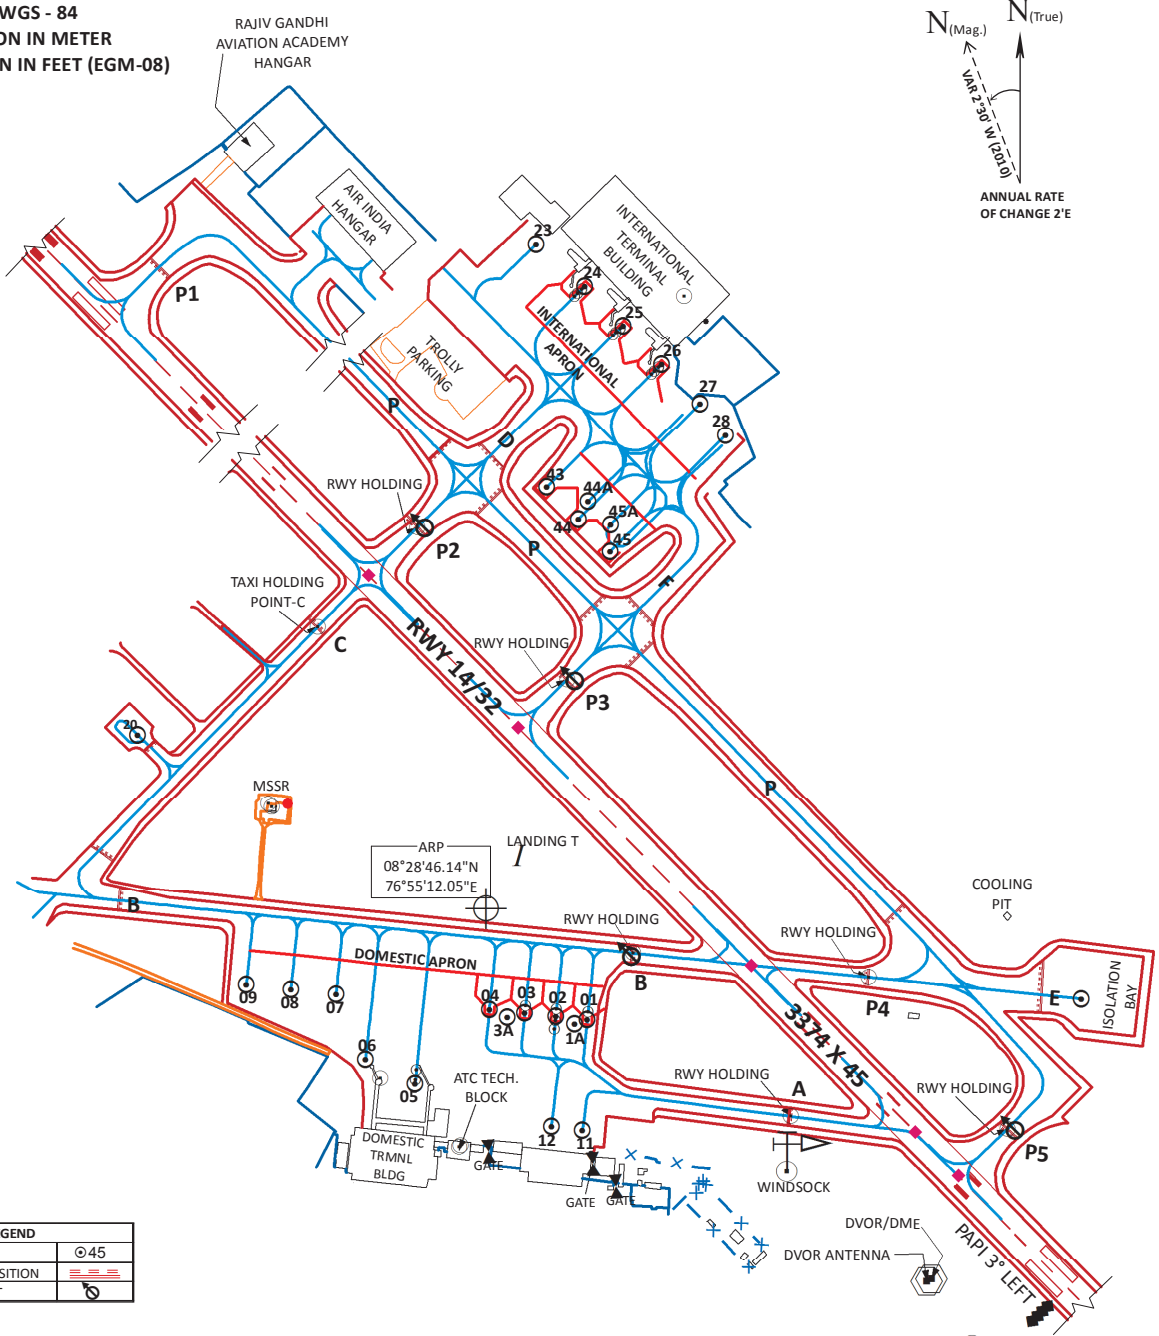 WGS - 84
ON IN METER
N IN FEET (EGM-08)
RAJIV GANDHI
AVIATION ACADEMY
HANGAR
N(Mag.)
N(True)
VAR 2°30' W (2010)
ANNUAL RATE
OF CHANGE 2'E
AIR INDIA
HANGAR
INTERNATIONAL
TERMINAL
BUILDING
23
24
25
26
27
28
P1
INTERNATIONAL
APRON
TROLLY
PARKING
P
D
43
44A
44
45A
45
RWY HOLDING
P2
P
F
TAXI HOLDING
POINT-C
C
RWY 14/32
RWY HOLDING
P3
20
P
MSSR
LANDING T
ARP
08°28'46.14"N
76°55'12.05"E
COOLING
PIT
B
RWY HOLDING
B
RWY HOLDING
P4
DOMESTIC APRON
E
ISOLATION
BAY
09
08
07
04
03
02
01
3A
1A
3374 X 45
06
05
ATC TECH.
BLOCK
RWY HOLDING
A
RWY HOLDING
P5
12
11
DOMESTIC
TRMNL
BLDG
GATE
GATE
GATE
WINDSOCK
DVOR/DME
DVOR ANTENNA
PAPI 3° LEFT
GEND
45
SITION